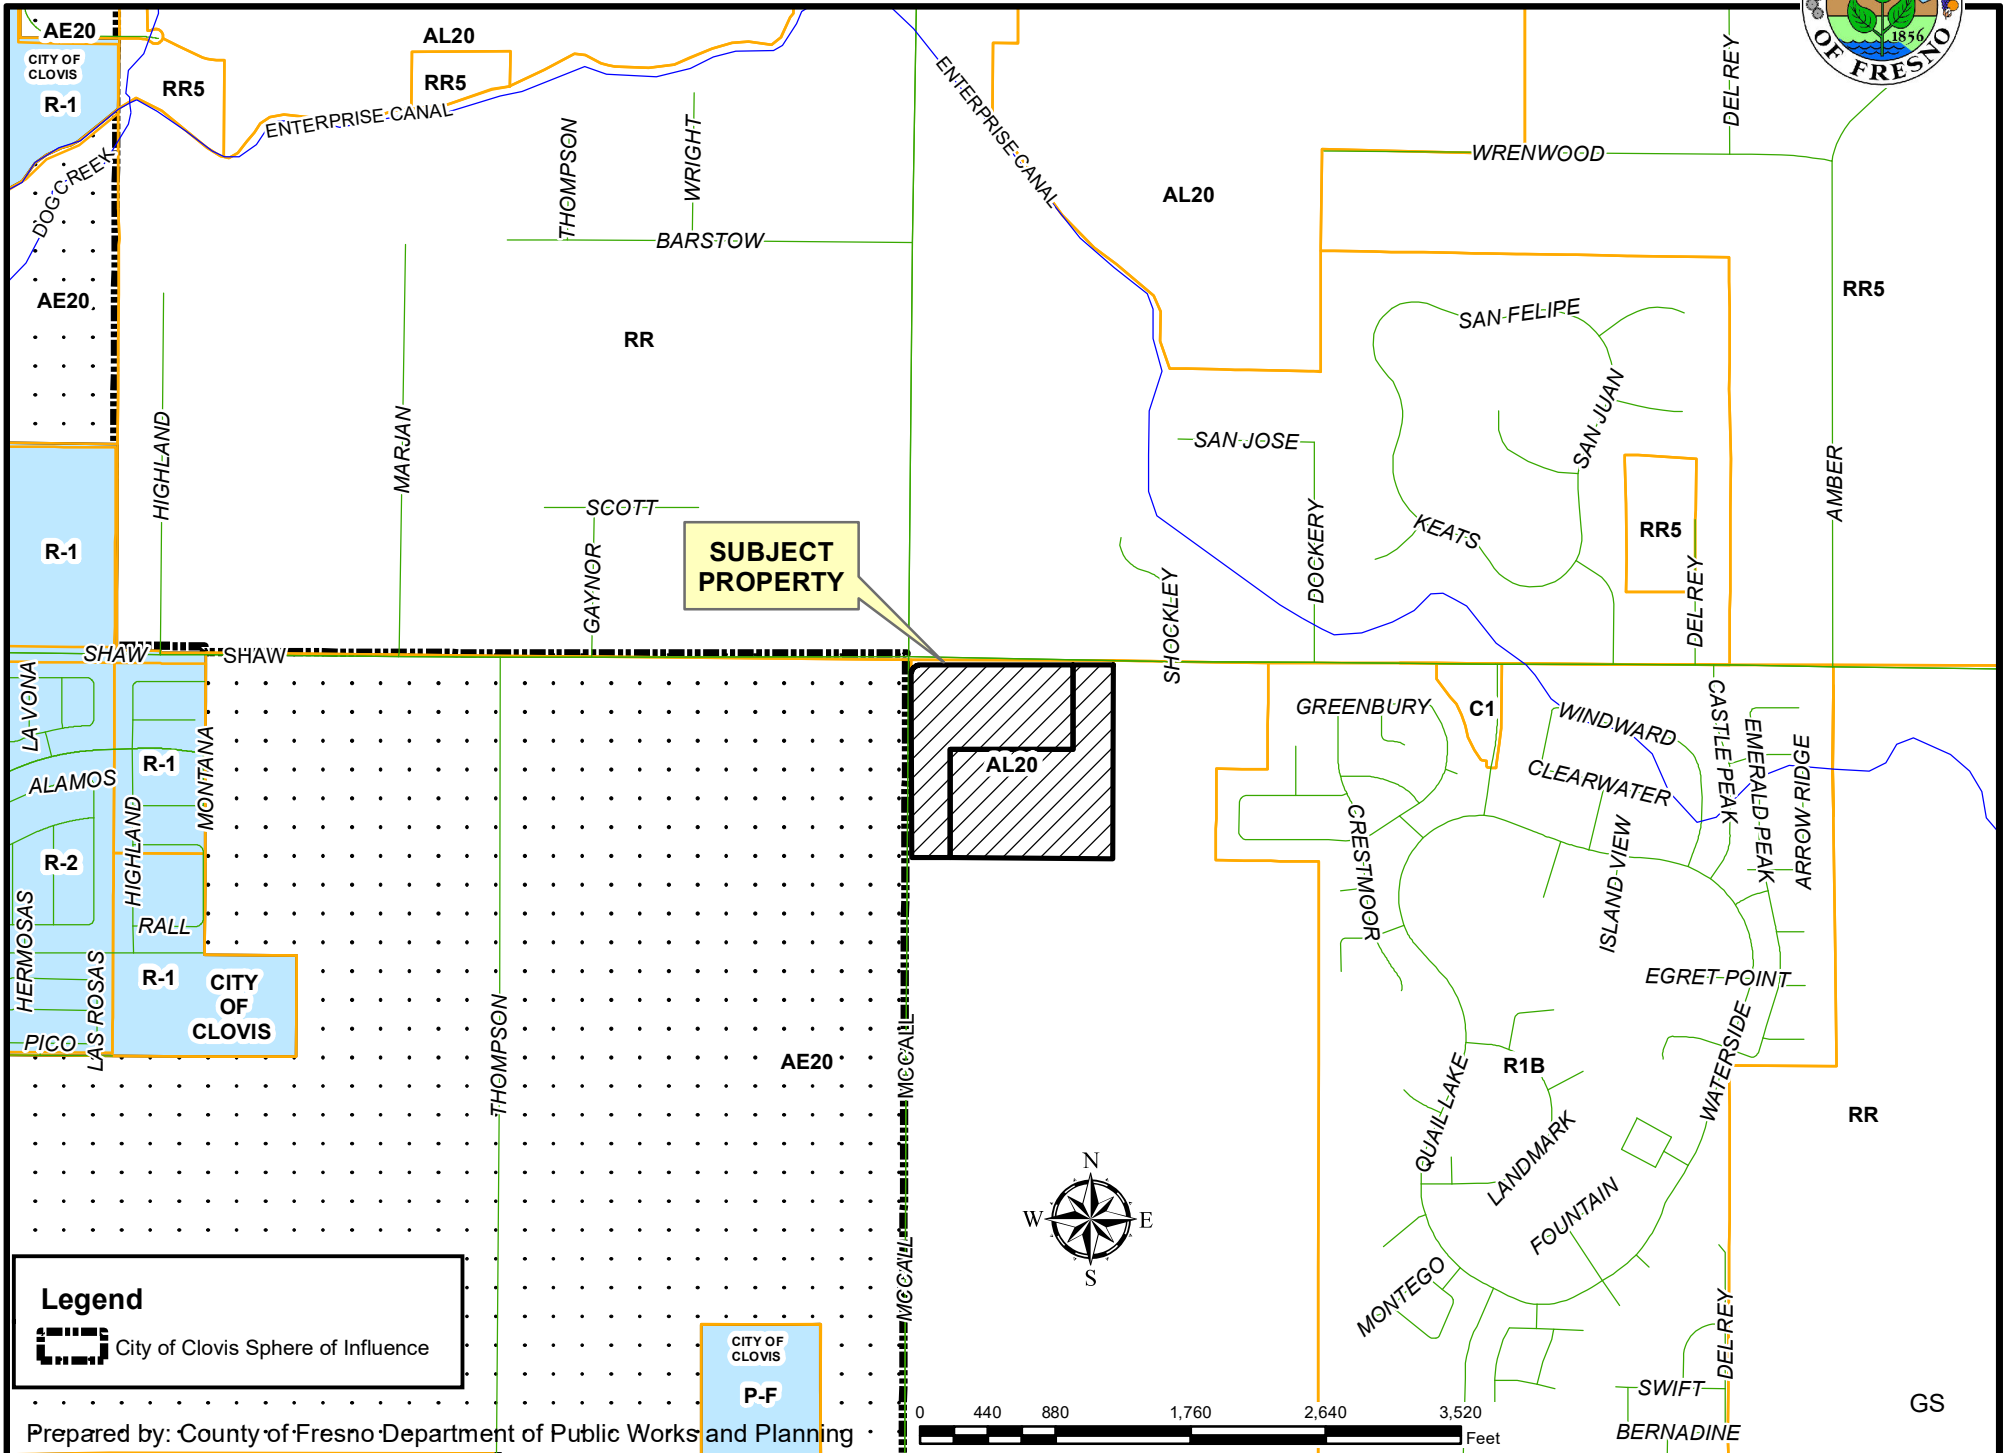 AE20
CITY OF
CLOVIS
R-1
RR5
AL20
RR5
ENTERPRISE CANAL
ENTERPRISE CANAL
DOG CREEK
THOMPSON
WRIGHT
BARSTOW
AL20
DEL REY
WRENWOOD
1856
OF FRESNO
AE20
RR
RR5
SAN FELIPE
SAN JUAN
HIGHLAND
MARJAN
SCOTT
GAYNOR
SAN JOSE
DOCKERY
KEATS
RR5
DEL REY
AMBER
R-1
SUBJECT
PROPERTY
SHOCKLEY
SHAW
SHAW
LA VONA
ALAMOS
R-1
MONTANA
HIGHLAND
R-2
HERMOSAS
RALL
R-1
CITY
OF
CLOVIS
LAS ROSAS
PICO
THOMPSON
AL20
GREENBURY
C1
WINDWARD
CLEARWATER
CASTLE PEAK
EMERALD PEAK
ARROW RIDGE
CRESTMOOR
ISLAND VIEW
EGRET POINT
WATERSIDE
AE20
MCCALL
MCCALL
R1B
QUAIL LAKE
LANDMARK
FOUNTAIN
MONTEGO
RR
N
W
E
S
DEL REY
SWIFT
BERNADINE
GS
Legend
City of Clovis Sphere of Influence
CITY OF
CLOVIS
P-F
Prepared by: County of Fresno Department of Public Works and Planning
0 440 880 1,760 2,640 3,520
Feet